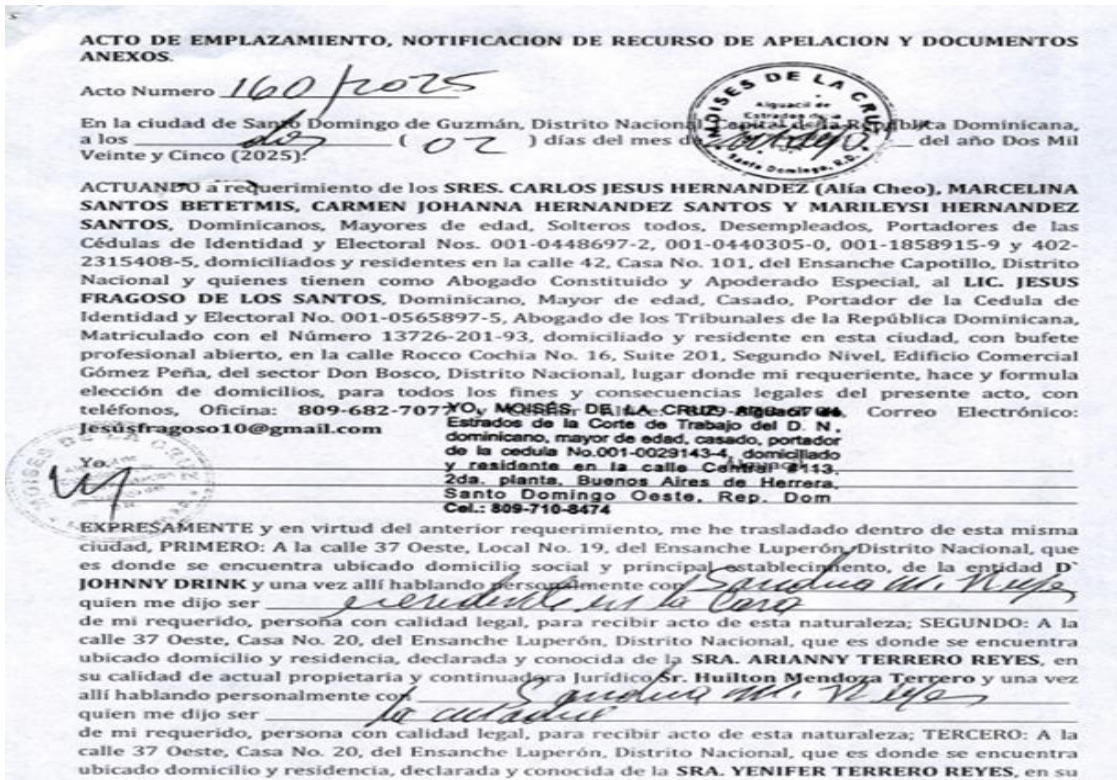 ACTO DE EMPLAZAMIENTO, NOTIFICACION DE RECURSO DE APELACION Y DOCUMENTOS
ANEXOS.
Acto Numero 160/2025
MOISES DE LA CRUZ
Alguacil de
Estrados de la
Santo Domingo, R.D.
En la ciudad de Santo Domingo de Guzmán, Distrito Nacional, Capital de la República Dominicana,
a los ( 02 ) días del mes de del año Dos Mil
Veinte y Cinco (2025).
ACTUANDO a requerimiento de los SRES. CARLOS JESUS HERNANDEZ (Alía Cheo), MARCELINA
SANTOS BETETMIS, CARMEN JOHANNA HERNANDEZ SANTOS Y MARILEYSI HERNANDEZ
SANTOS, Dominicanos, Mayores de edad, Solteros todos, Desempleados, Portadores de las
Cédulas de Identidad y Electoral Nos. 001-0448697-2, 001-0440305-0, 001-1858915-9 y 402-
2315408-5, domiciliados y residentes en la calle 42, Casa No. 101, del Ensanche Capotillo, Distrito
Nacional y quienes tienen como Abogado Constituido y Apoderado Especial, al LIC. JESUS
FRAGOSO DE LOS SANTOS, Dominicano, Mayor de edad, Casado, Portador de la Cedula de
Identidad y Electoral No. 001-0565897-5, Abogado de los Tribunales de la República Dominicana,
Matriculado con el Número 13726-201-93, domiciliado y residente en esta ciudad, con bufete
profesional abierto, en la calle Rocco Cochia No. 16, Suite 201, Segundo Nivel, Edificio Comercial
Gómez Peña, del sector Don Bosco, Distrito Nacional, lugar donde mi requeriente, hace y formula
elección de domicilios, para todos los fines y consecuencias legales del presente acto, con
teléfonos, Oficina: 809-682-7077 y Correo Electrónico:
Jesúsfragoso10@gmail.com
YO, MOISÉS DE LA CRUZ, Alguacil de
Estrados de la Corte de Trabajo del D. N.,
dominicano, mayor de edad, casado, portador
de la cedula No.001-0029143-4, domiciliado
y residente en la calle Central #113,
2da. planta, Buenos Aires de Herrera,
Santo Domingo Oeste, Rep. Dom
Cel.: 809-710-8474
Yo.
EXPRESAMENTE y en virtud del anterior requerimiento, me he trasladado dentro de esta misma
ciudad, PRIMERO: A la calle 37 Oeste, Local No. 19, del Ensanche Luperón, Distrito Nacional, que
es donde se encuentra ubicado domicilio social y principal establecimiento, de la entidad D`
JOHNNY DRINK y una vez allí hablando personalmente con Sandra M. Reyes
quien me dijo ser en la Casa
de mi requerido, persona con calidad legal, para recibir acto de esta naturaleza; SEGUNDO: A la
calle 37 Oeste, Casa No. 20, del Ensanche Luperón, Distrito Nacional, que es donde se encuentra
ubicado domicilio y residencia, declarada y conocida de la SRA. ARIANNY TERRERO REYES, en
su calidad de actual propietaria y continuadora Jurídico Sr. Huilton Mendoza Terrero y una vez
allí hablando personalmente con Sandra M. Reyes
quien me dijo ser la
de mi requerido, persona con calidad legal, para recibir acto de esta naturaleza; TERCERO: A la
calle 37 Oeste, Casa No. 20, del Ensanche Luperón, Distrito Nacional, que es donde se encuentra
ubicado domicilio y residencia, declarada y conocida de la SRA. YENIFER TERRERO REYES, en su